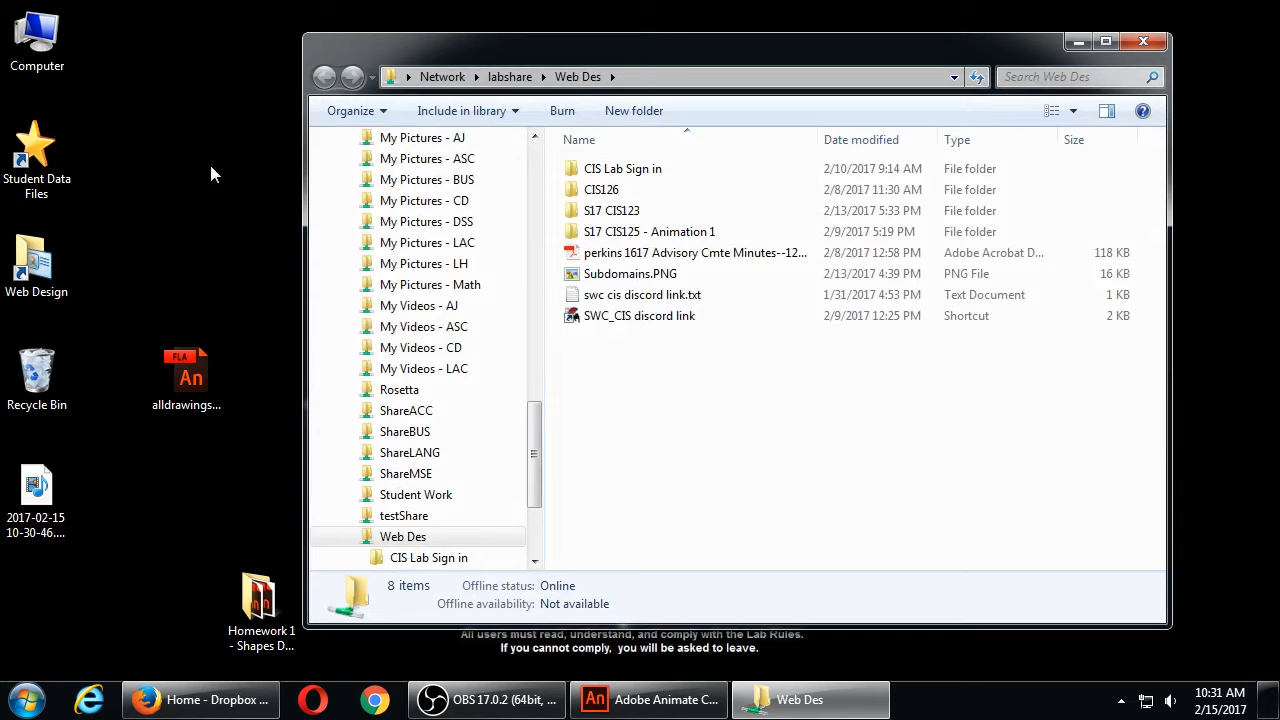 Computer
Student Data
Files
Web Design
Recycle Bin
2017-02-15
10-30-46....
FLA
An
alldrawings...
Homework 1
- Shapes D...
Network
labshare
Web Des
Search Web Des
Organize
Include in library
Burn
New folder
My Pictures - AJ
My Pictures - ASC
My Pictures - BUS
My Pictures - CD
My Pictures - DSS
My Pictures - LAC
My Pictures - LH
My Pictures - Math
My Videos - AJ
My Videos - ASC
My Videos - CD
My Videos - LAC
Rosetta
ShareACC
ShareBUS
ShareLANG
ShareMSE
Student Work
testShare
Web Des
CIS Lab Sign in
Name Date modified Type Size
CIS Lab Sign in 2/10/2017 9:14 AM File folder
CIS126 2/8/2017 11:30 AM File folder
S17 CIS123 2/13/2017 5:33 PM File folder
S17 CIS125 - Animation 1 2/9/2017 5:19 PM File folder
perkins 1617 Advisory Cmte Minutes--12... 2/8/2017 12:58 PM Adobe Acrobat D... 118 KB
Subdomains.PNG 2/13/2017 4:39 PM PNG File 16 KB
swc cis discord link.txt 1/31/2017 4:53 PM Text Document 1 KB
SWC_CIS discord link 2/9/2017 12:25 PM Shortcut 2 KB
8 items Offline status: Online
Offline availability: Not available
All users must read, understand, and comply with the Lab Rules.
If you cannot comply, you will be asked to leave.
Home - Dropbox ...
OBS 17.0.2 (64bit, ...
An
Adobe Animate C...
Web Des
10:31 AM
2/15/2017